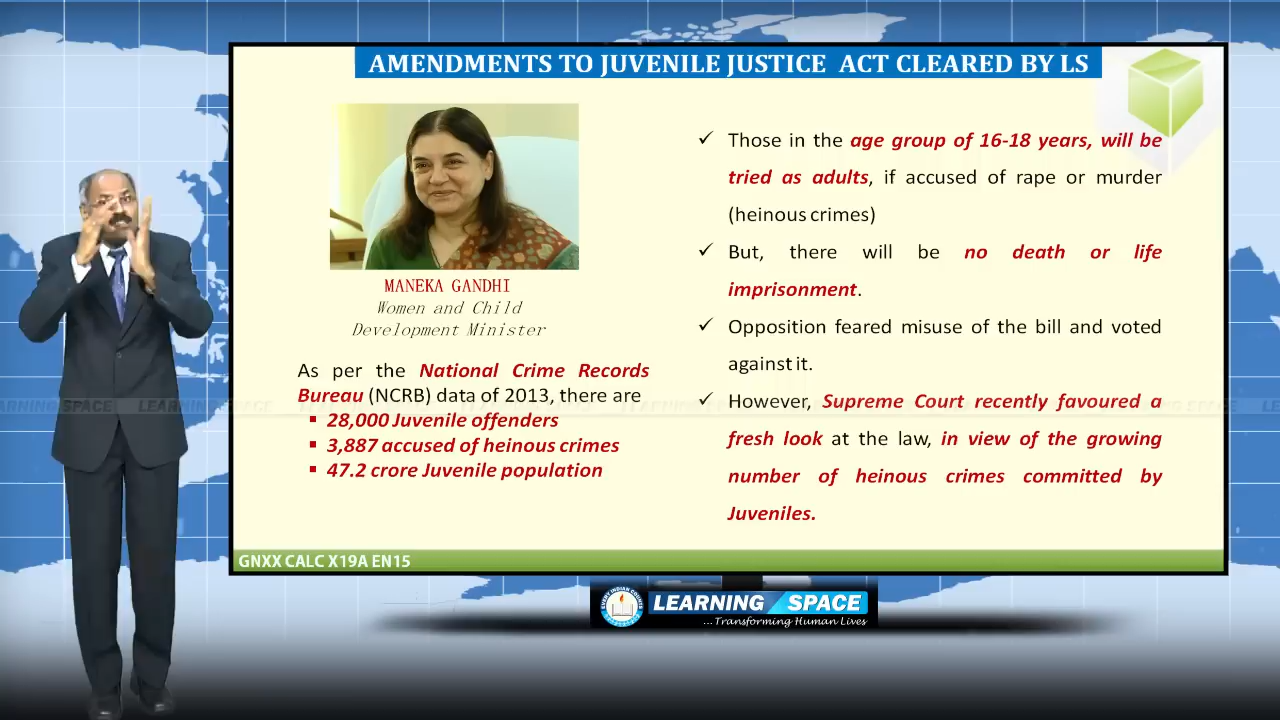 AMENDMENTS TO JUVENILE JUSTICE ACT CLEARED BY LS
MANEKA GANDHI
Women and Child
Development Minister
As per the National Crime Records
Bureau (NCRB) data of 2013, there are
28,000 Juvenile offenders
3,887 accused of heinous crimes
47.2 crore Juvenile population
Those in the age group of 16-18 years, will be
tried as adults, if accused of rape or murder
(heinous crimes)
But, there will be no death or life
imprisonment.
Opposition feared misuse of the bill and voted
against it.
However, Supreme Court recently favoured a
fresh look at the law, in view of the growing
number of heinous crimes committed by
Juveniles.
LEARNING SPACE
GNXX CALC X19A EN15
EVERY INDIAN COUNTS
LEARNING SPACE
...Transforming Human Lives